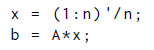 x = (1:n)'/n;
b = A*x;